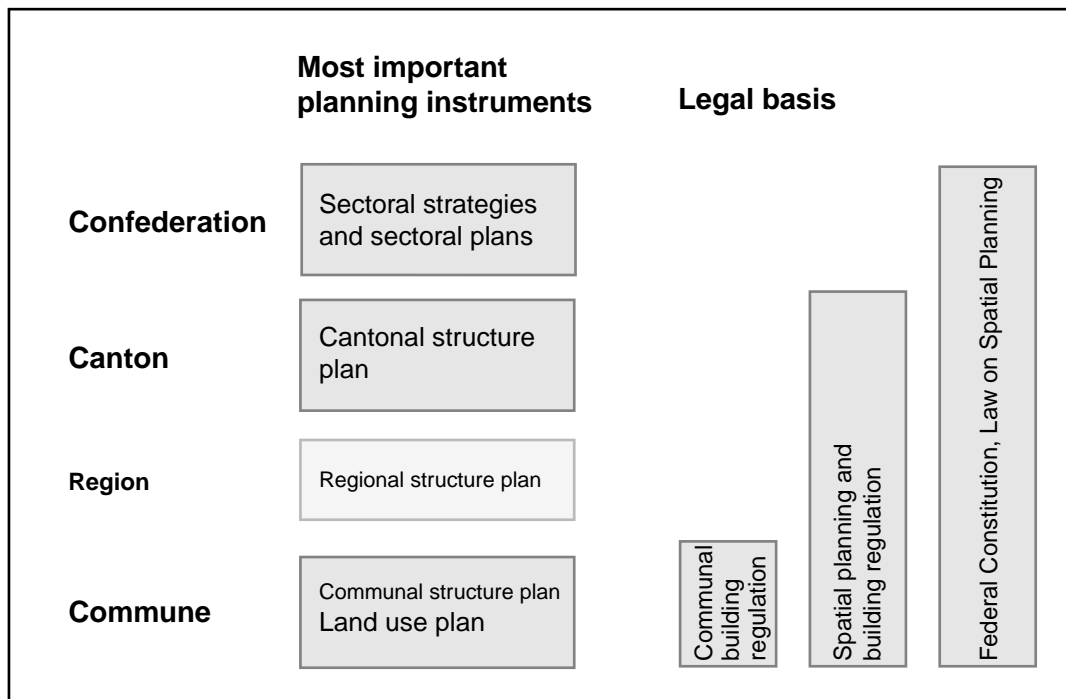 Most important
planning instruments
Legal basis
Confederation
Sectoral strategies
and sectoral plans
Canton
Cantonal structure
plan
Region
Regional structure plan
Commune
Communal structure plan
Land use plan
Communal
building
regulation
Spatial planning and
building regulation
Federal Constitution, Law on Spatial Planning